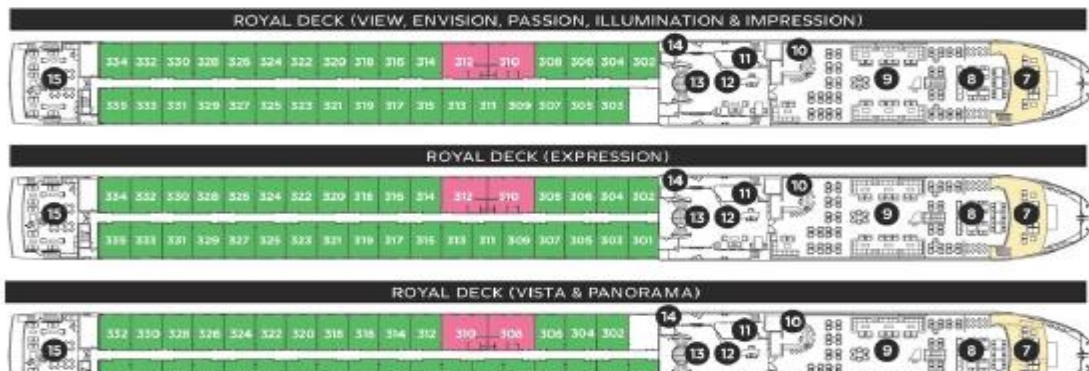 ROYAL DECK (VIEW, ENVISION, PASSION, ILLUMINATION & IMPRESSION)
14 10
334 332 330 328 326 324 322 320 318 316 314 312 310 308 306 304 302 11
15 13 12 9 8 7
335 333 331 329 327 325 323 321 319 317 315 313 311 309 307 305 303
ROYAL DECK (EXPRESSION)
14 10
334 332 330 328 326 324 322 320 318 316 314 312 310 308 306 304 302 11
15 13 12 9 8 7
335 333 331 329 327 325 323 321 319 317 315 313 311 309 307 305 303 301
ROYAL DECK (VISTA & PANORAMA)
14 10
332 330 328 326 324 322 320 318 316 314 312 310 308 306 304 302 11
15 13 12 9 8 7